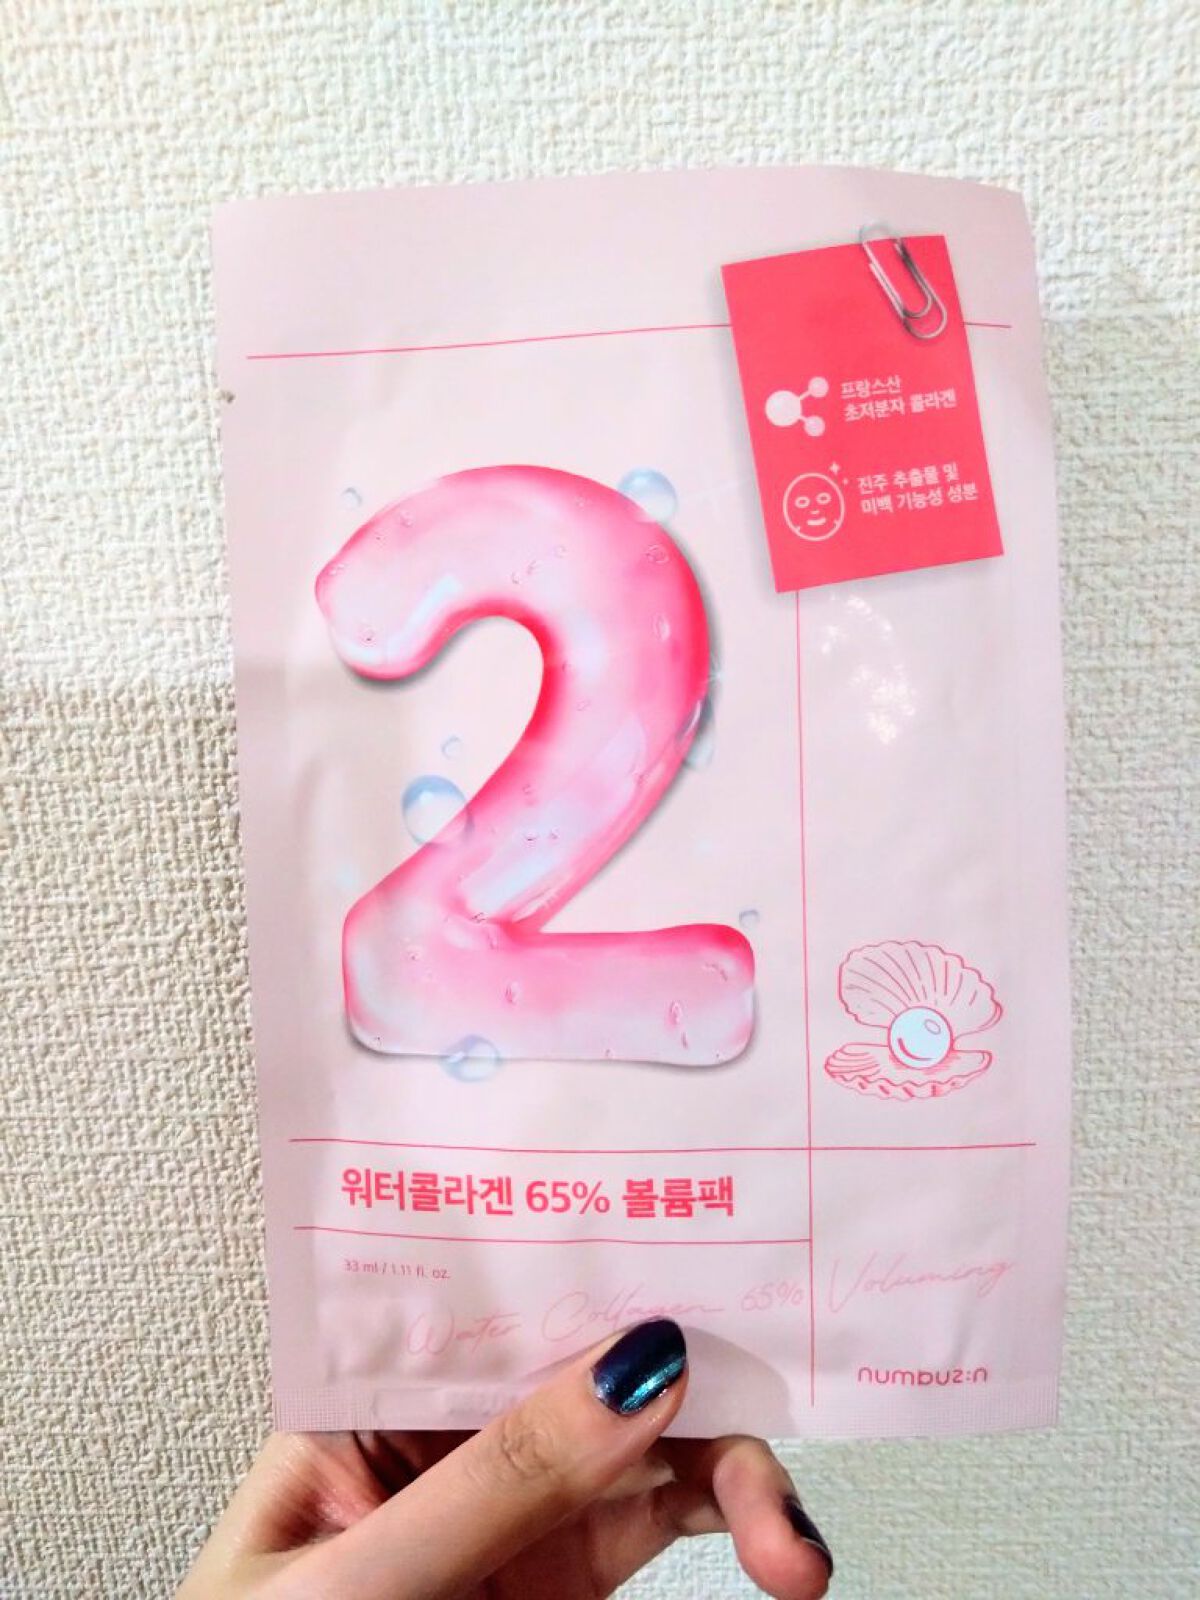 프랑스산
초저분자 콜라겐
진주 추출물 및
미백 기능성 성분
2
워터콜라겐 65% 볼륨팩
33 ml / 1.11 fl. oz.
Water Collagen 65% Voluming
numbuz:n